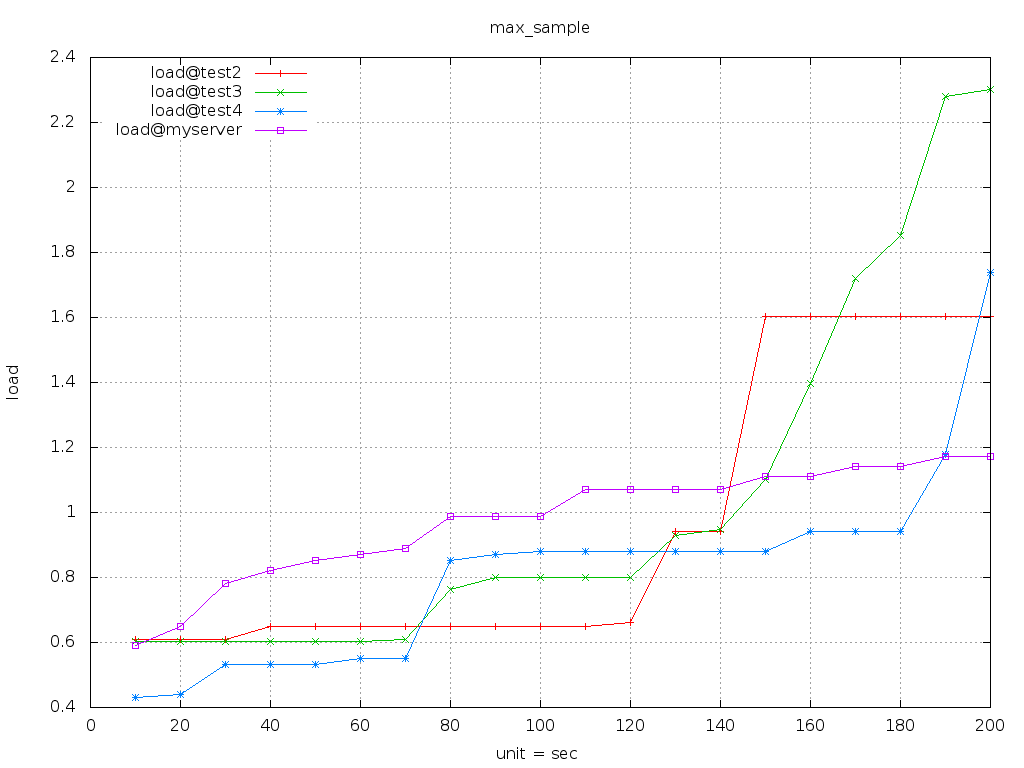 max_sample
2.4
2.2
2
1.8
1.6
1.4
1.2
1
0.8
0.6
0.4
load
load@test2
load@test3
load@test4
load@myserver
0 20 40 60 80 100 120 140 160 180 200
unit = sec